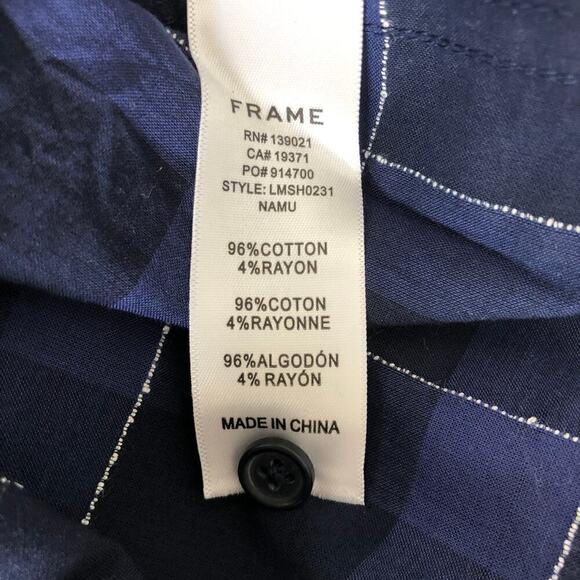 FRAME
RN# 139021
CA# 19371
PO# 914700
STYLE: LMSH0231
NAMU
96%COTTON
4%RAYON
96%COTON
4%RAYONNE
96%ALGODÓN
4% RAYÓN
MADE IN CHINA